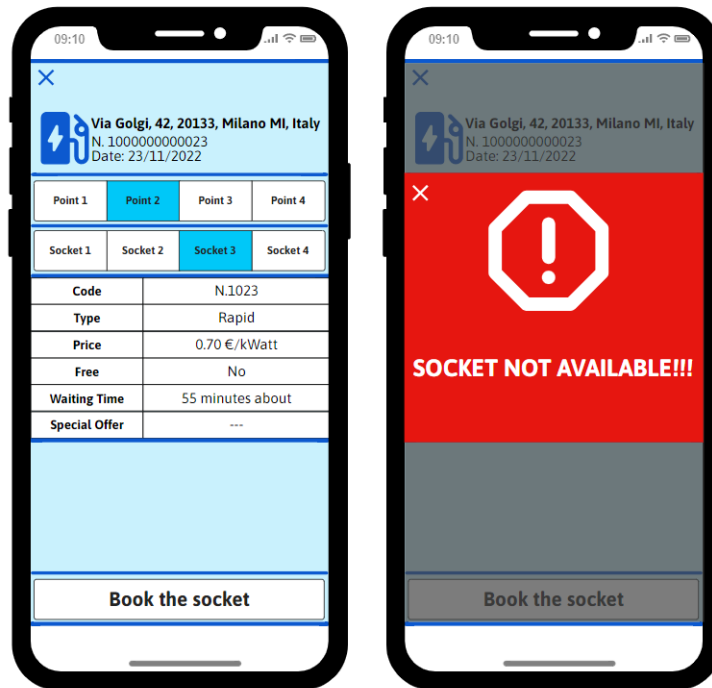 09:10
Via Golgi, 42, 20133, Milano MI, Italy
N. 1000000000023
Date: 23/11/2022
Point 1 Point 2 Point 3 Point 4
Socket 1 Socket 2 Socket 3 Socket 4
Code N.1023
Type Rapid
Price 0.70 €/kWatt
Free No
Waiting Time 55 minutes about
Special Offer ---
Book the socket
09:10
Via Golgi, 42, 20133, Milano MI, Italy
N. 1000000000023
Date: 23/11/2022
SOCKET NOT AVAILABLE!!!
Book the socket